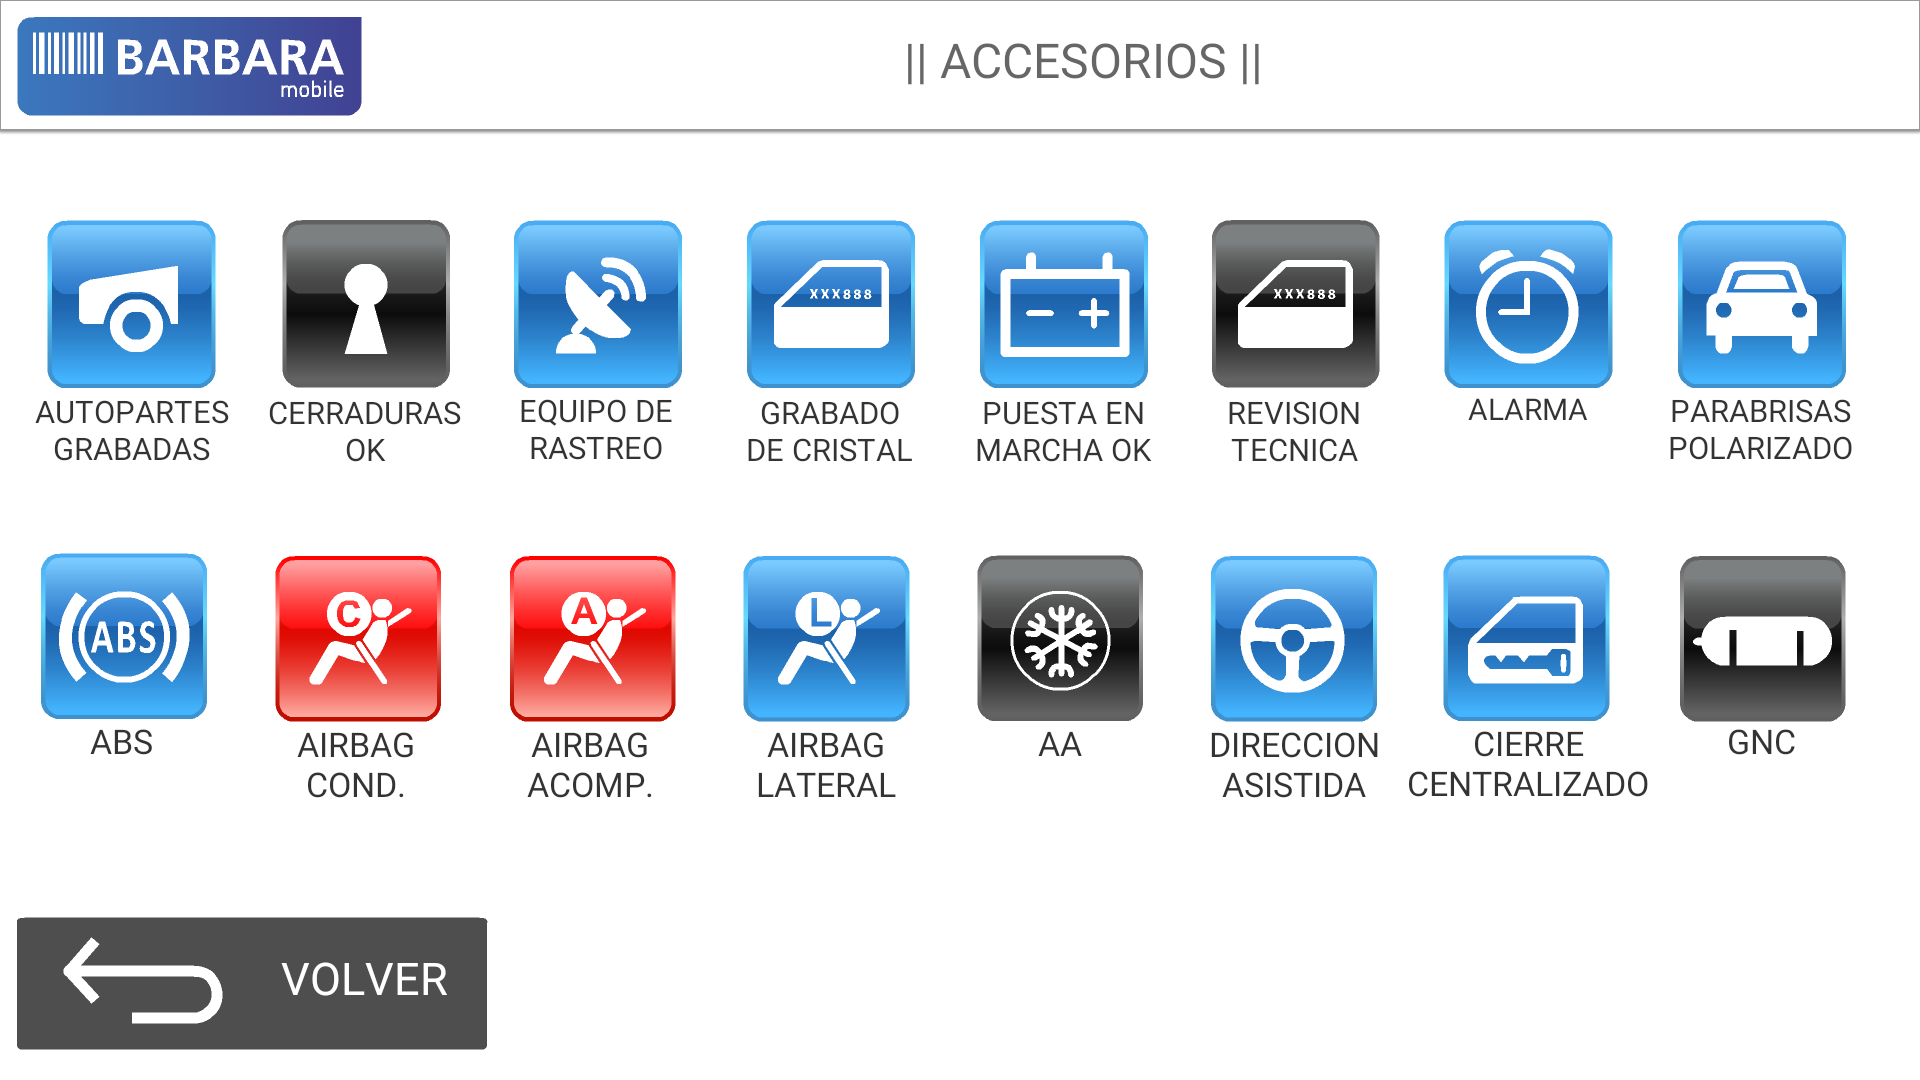 BARBARA
mobile
|| ACCESORIOS ||
XXX888
XXX888
AUTOPARTES
GRABADAS
CERRADURAS
OK
EQUIPO DE
RASTREO
GRABADO
DE CRISTAL
PUESTA EN
MARCHA OK
REVISION
TECNICA
ALARMA
PARABRISAS
POLARIZADO
ABS
C
A
L
ABS
AIRBAG
COND.
AIRBAG
ACOMP.
AIRBAG
LATERAL
AA
DIRECCION
ASISTIDA
CIERRE
CENTRALIZADO
GNC
VOLVER